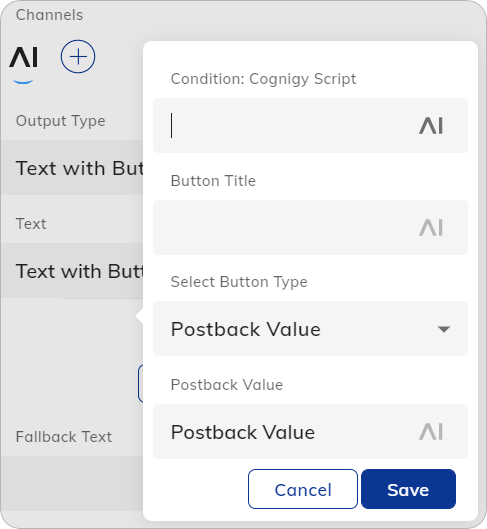 Channels
AI
Output Type
Text with But
Text
Text with Butt
Fallback Text
Condition: Cognigy Script
AI
Button Title
AI
Select Button Type
Postback Value
Postback Value
Postback Value
AI
Cancel
Save